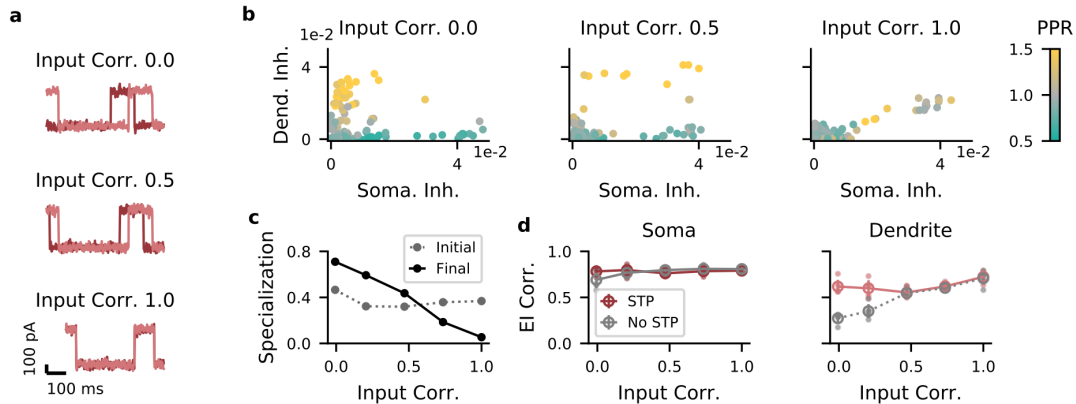 a
Input Corr. 0.0
Input Corr. 0.5
Input Corr. 1.0
100 pA
100 ms
b
Input Corr. 0.0
Input Corr. 0.5
Input Corr. 1.0
PPR
1e-2
Dend. Inh.
4
0
0
4
1e-2
Soma. Inh.
0
4
1e-2
Soma. Inh.
0
4
1e-2
Soma. Inh.
1.5
1.0
0.5
c
Specialization
0.8
0.4
0.0
Initial
Final
0.0
0.5
1.0
Input Corr.
d
Soma
EI Corr.
1.0
0.5
0.0
STP
No STP
0.0
0.5
1.0
Input Corr.
Dendrite
0.0
0.5
1.0
Input Corr.